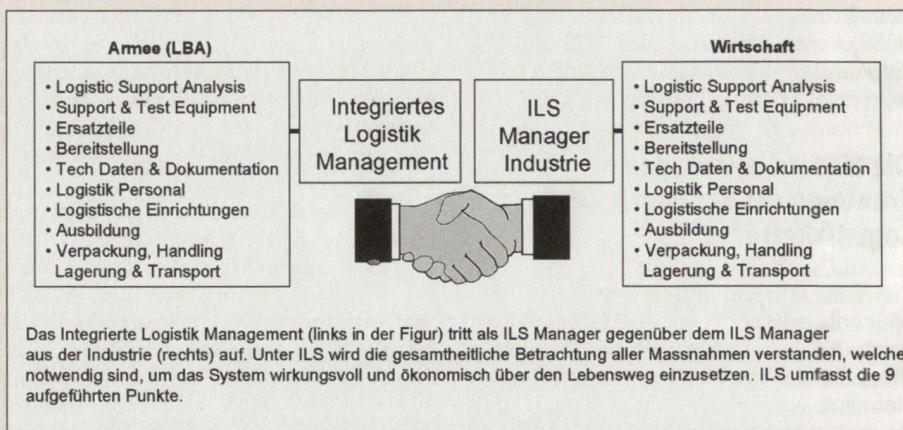 Armee (LBA)
• Logistic Support Analysis
• Support & Test Equipment
• Ersatzteile
• Bereitstellung
• Tech Daten & Dokumentation
• Logistik Personal
• Logistische Einrichtungen
• Ausbildung
• Verpackung, Handling
Lagerung & Transport
Integriertes
Logistik
Management
ILS
Manager
Industrie
Wirtschaft
• Logistic Support Analysis
• Support & Test Equipment
• Ersatzteile
• Bereitstellung
• Tech Daten & Dokumentation
• Logistik Personal
• Logistische Einrichtungen
• Ausbildung
• Verpackung, Handling
Lagerung & Transport
Das Integrierte Logistik Management (links in der Figur) tritt als ILS Manager gegenüber dem ILS Manager
aus der Industrie (rechts) auf. Unter ILS wird die gesamtheitliche Betrachtung aller Massnahmen verstanden, welche
notwendig sind, um das System wirkungsvoll und ökonomisch über den Lebensweg einzusetzen. ILS umfasst die 9
aufgeführten Punkte.